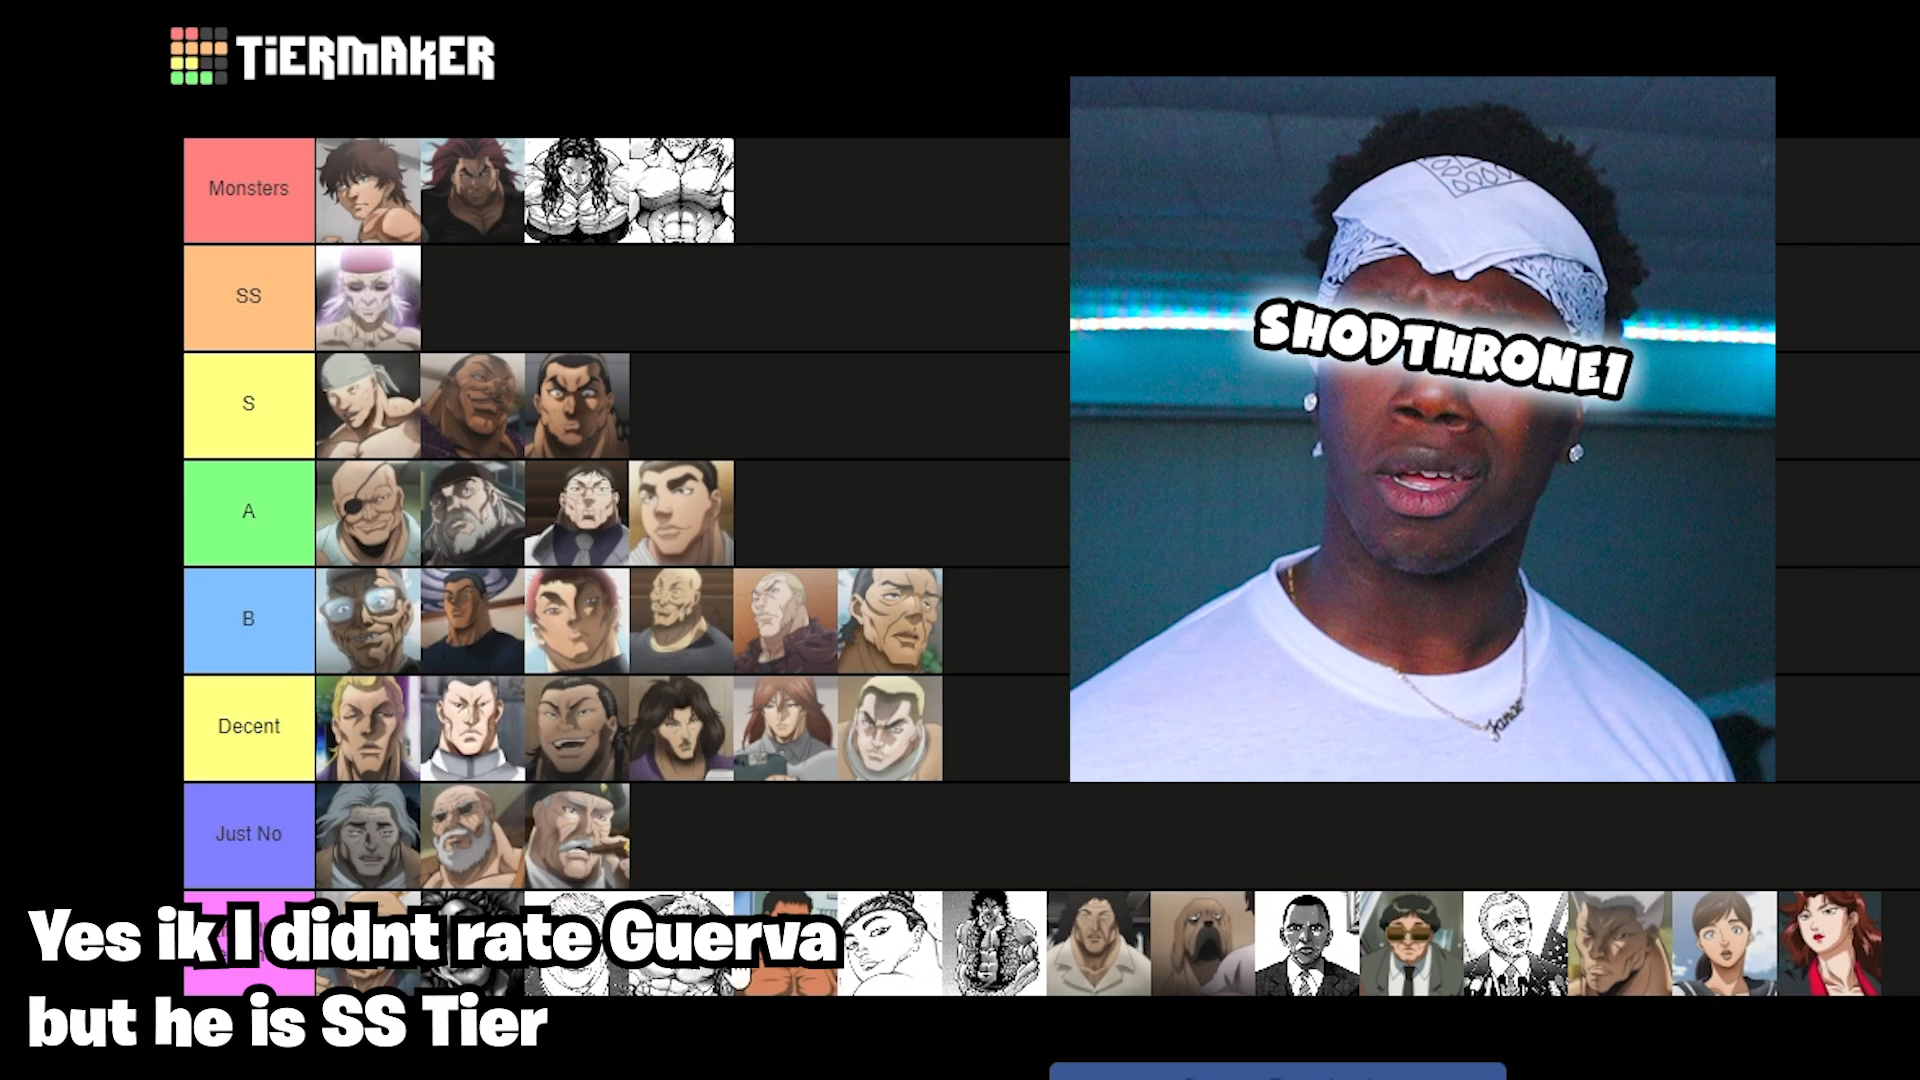 TIERMAKER
Monsters
SS
S
A
B
Decent
Just No
SHODTHRONE1
Yes ik I didnt rate Guerva
but he is SS Tier